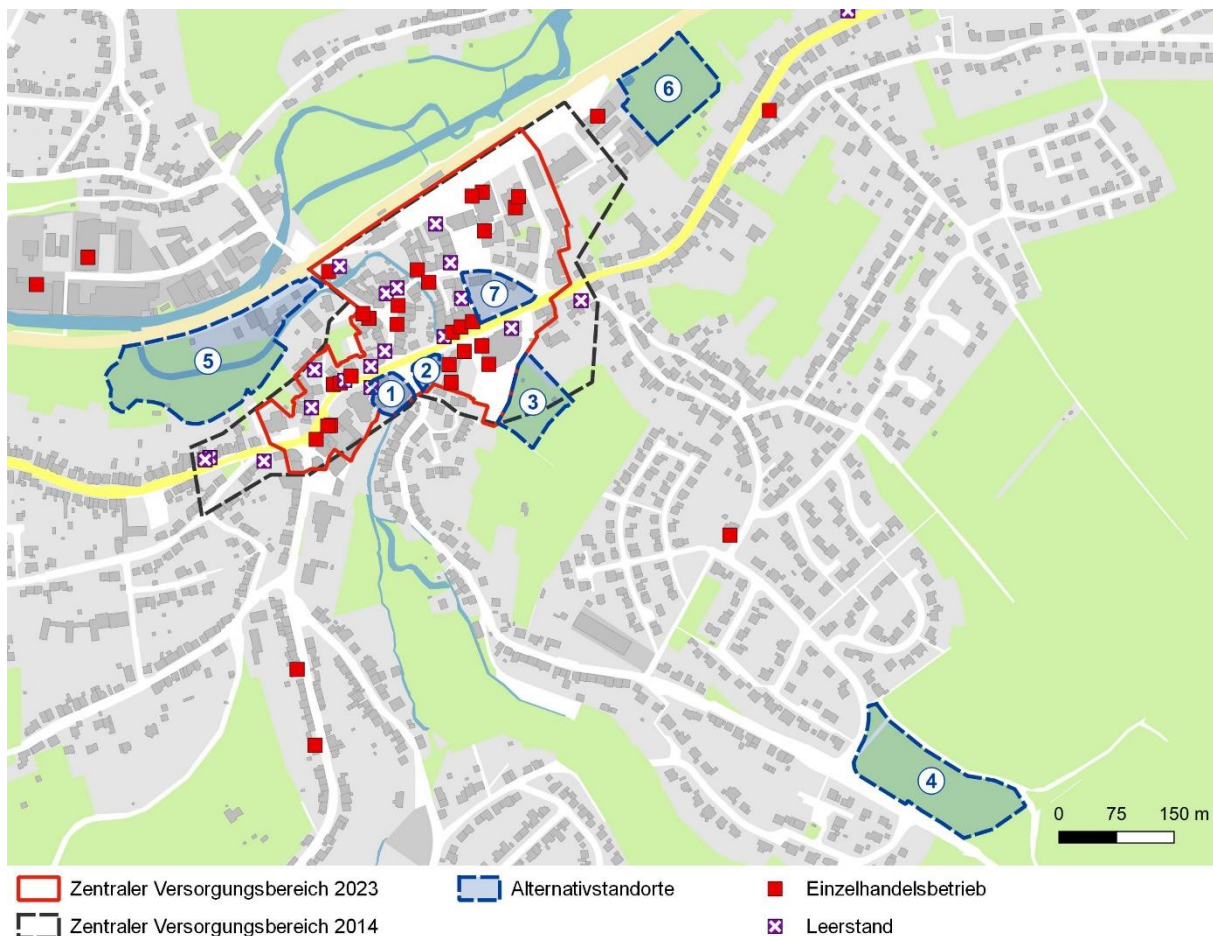 6
7
5
2
1
3
4
0 75 150 m
Zentraler Versorgungsbereich 2023
Alternativstandorte
Einzelhandelsbetrieb
Zentraler Versorgungsbereich 2014
Leerstand